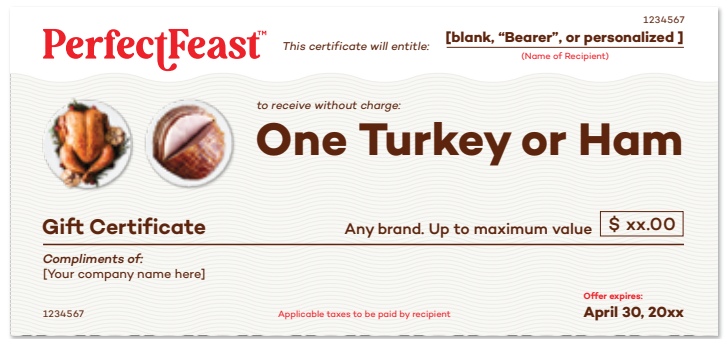 1234567
PerfectFeast™
This certificate will entitle:
[blank, “Bearer”, or personalized ]
(Name of Recipient)
to receive without charge:
One Turkey or Ham
Gift Certificate
Any brand. Up to maximum value
$ xx.00
Compliments of:
[Your company name here]
Offer expires:
1234567
Applicable taxes to be paid by recipient
April 30, 20xx